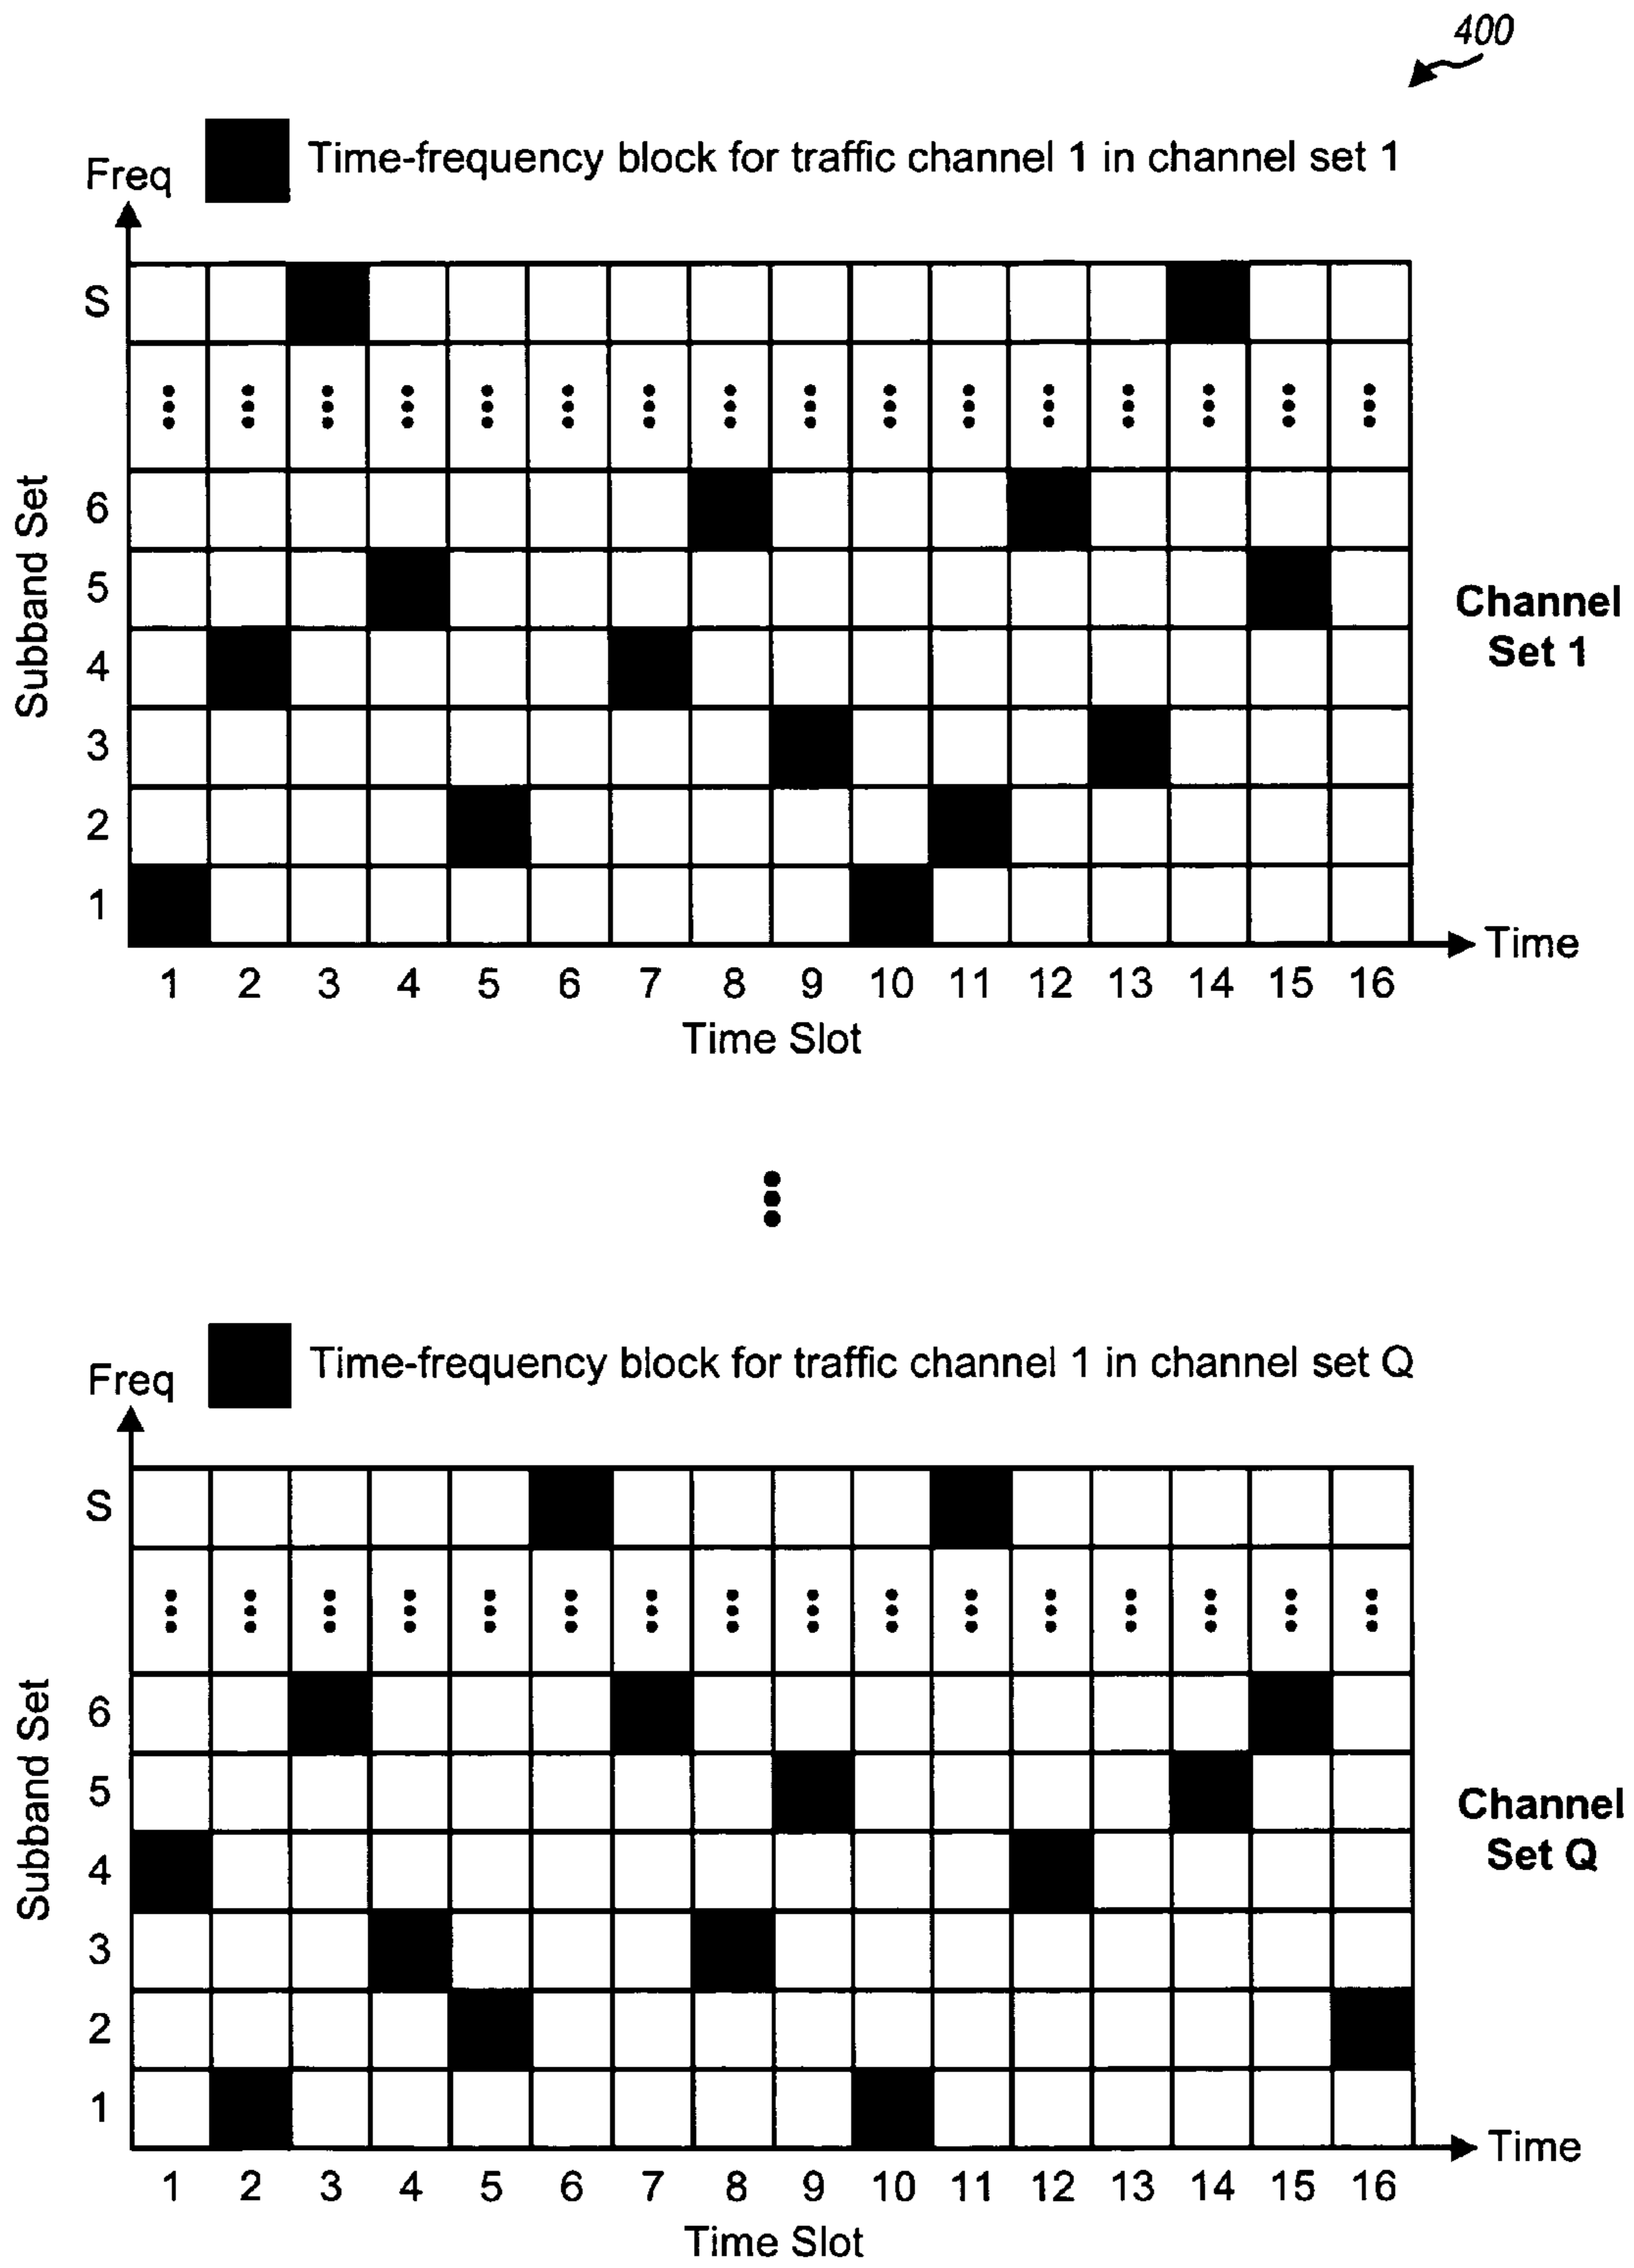 400
Freq
Time-frequency block for traffic channel 1 in channel set 1
S
6
5
4
3
2
1
Subband Set
Channel
Set 1
Time
1 2 3 4 5 6 7 8 9 10 11 12 13 14 15 16
Time Slot
Freq
Time-frequency block for traffic channel 1 in channel set Q
S
6
5
4
3
2
1
Subband Set
Channel
Set Q
Time
1 2 3 4 5 6 7 8 9 10 11 12 13 14 15 16
Time Slot